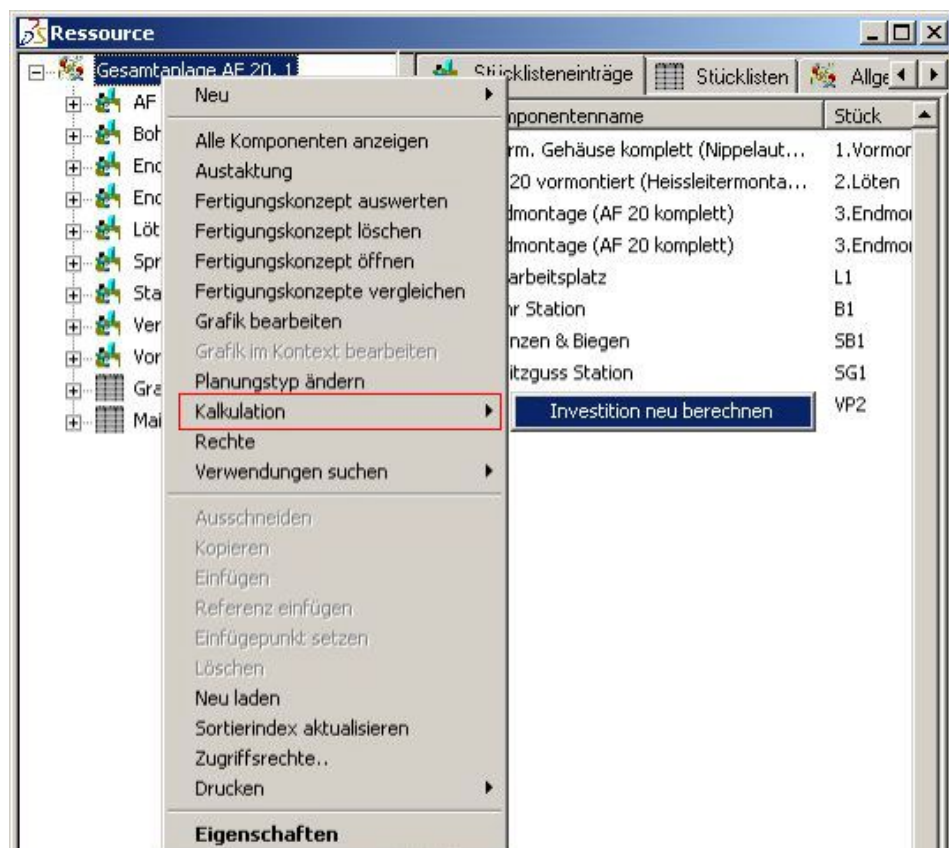 Ressource
Gesamtanlage AF 20. 1
AF
Boh
End
End
Löt
Spr
Sta
Ver
Vor
Gra
Mai
Neu
Alle Komponenten anzeigen
Austaktung
Fertigungskonzept auswerten
Fertigungskonzept löschen
Fertigungskonzept öffnen
Fertigungskonzepte vergleichen
Grafik bearbeiten
Grafik im Kontext bearbeiten
Planungstyp ändern
Kalkulation
Rechte
Verwendungen suchen
Ausschneiden
Kopieren
Einfügen
Referenz einfügen
Einfügepunkt setzen
Löschen
Neu laden
Sortierindex aktualisieren
Zugriffsrechte..
Drucken
Eigenschaften
Investition neu berechnen
Stücklisteneinträge Stücklisten Allge
mponentenname Stück
rm. Gehäuse komplett (Nippelaut... 1.Vormor
20 vormontiert (Heissleitermonta... 2.Löten
dmontage (AF 20 komplett) 3.Endmo
dmontage (AF 20 komplett) 3.Endmo
arbeitsplatz L1
hr Station B1
nzen & Biegen SB1
itzguss Station SG1
VP2